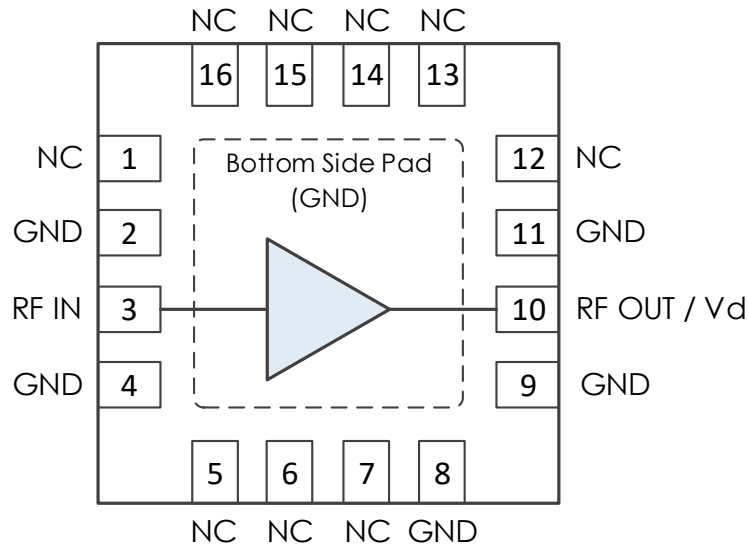 NC NC NC NC
16 15 14 13
NC 1 12 NC
Bottom Side Pad
(GND)
GND 2 11 GND
RF IN 3 10 RF OUT / Vd
GND 4 9 GND
5 6 7 8
NC NC NC GND